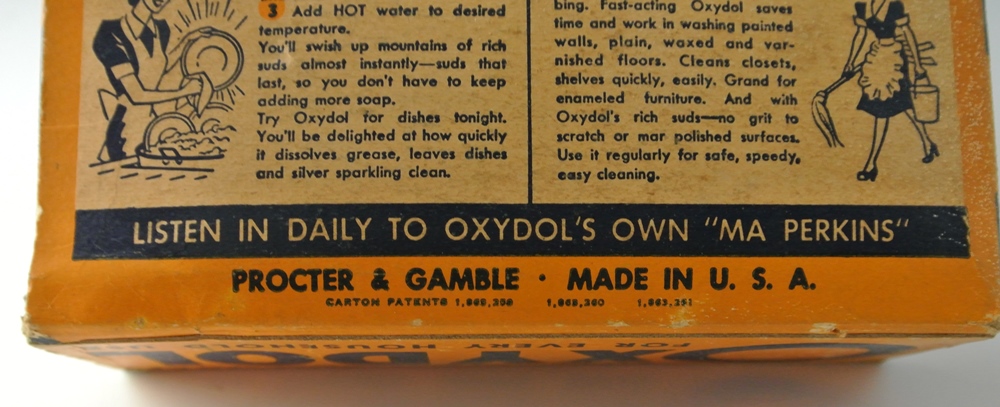 3 Add HOT water to desired
temperature.
You'll swish up mountains of rich
suds almost instantly—suds that
last, so you don't have to keep
adding more soap.
Try Oxydol for dishes tonight.
You'll be delighted at how quickly
it dissolves grease, leaves dishes
and silver sparkling clean.
bing. Fast-acting Oxydol saves
time and work in washing painted
walls, plain, waxed and var-
nished floors. Cleans closets,
shelves quickly, easily. Grand for
enameled furniture. And with
Oxydol's rich suds—no grit to
scratch or mar polished surfaces.
Use it regularly for safe, speedy,
easy cleaning.
LISTEN IN DAILY TO OXYDOL'S OWN "MA PERKINS"
PROCTER & GAMBLE · MADE IN U. S. A.
CARTON PATENTS
FOR EVERY HOUSEHOLD